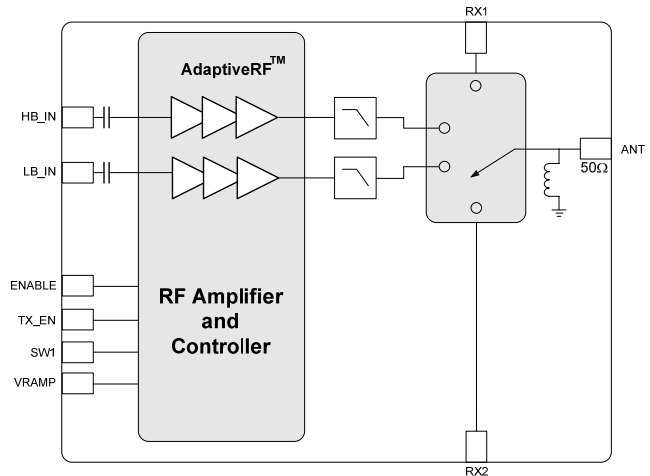 RX1
AdaptiveRF™
HB_IN
LB_IN
ANT
50Ω
ENABLE
TX_EN
SW1
VRAMP
RF Amplifier
and
Controller
RX2